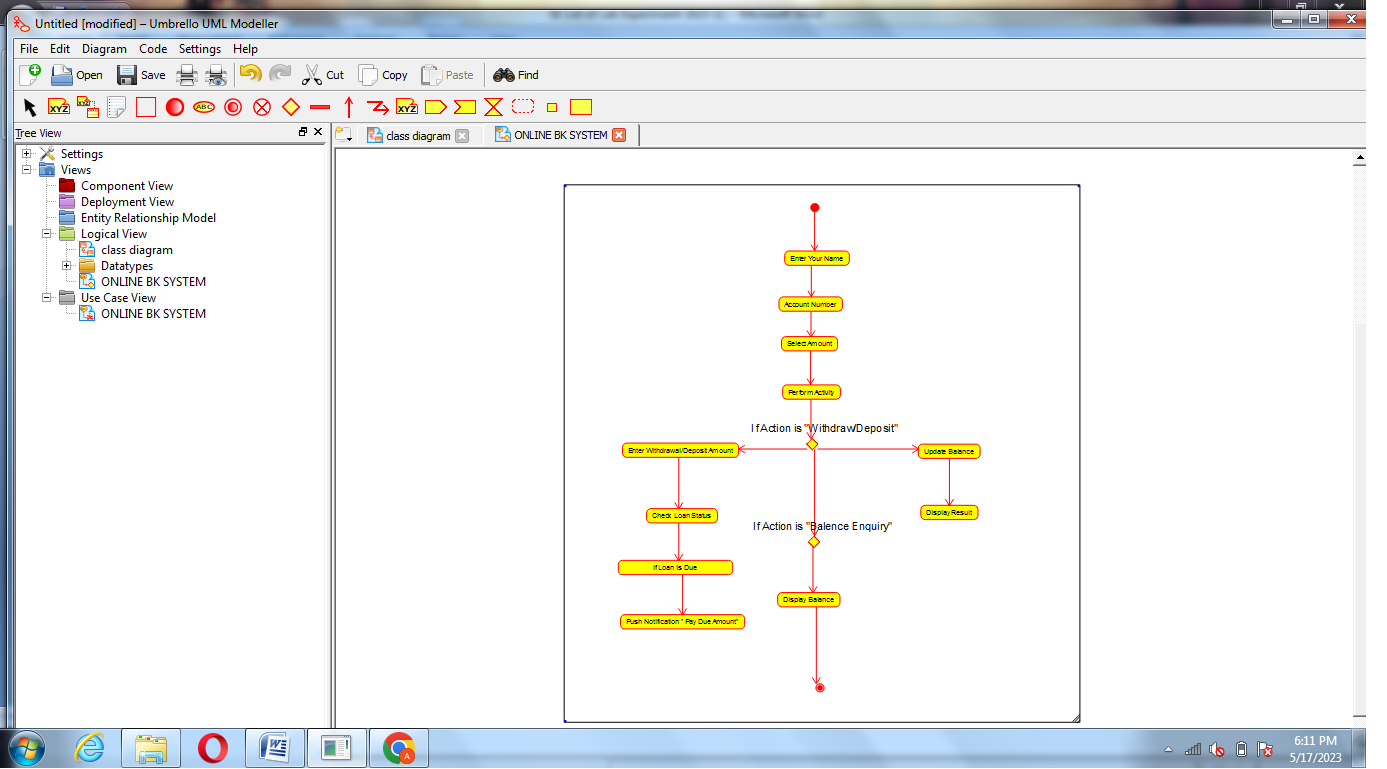 Untitled [modified] – Umbrello UML Modeller
File Edit Diagram Code Settings Help
Open Save Cut Copy Paste Find
XYZ XYZ ABC XYZ
Tree View
class diagram
ONLINE BK SYSTEM
Settings
Views
Component View
Deployment View
Entity Relationship Model
Logical View
class diagram
Datatypes
ONLINE BK SYSTEM
Use Case View
ONLINE BK SYSTEM
Enter Your Name
Account Number
Select Amount
Perform Activity
If Action is "Withdraw/Deposit"
Enter Withdrawal/Deposit Amount
Update Balance
Check Loan Status
Display Result
If Action is "Balence Enquiry"
If Loan Is Due
Display Balance
Push Notification " Pay Due Amount"
W
A
6:11 PM
5/17/2023